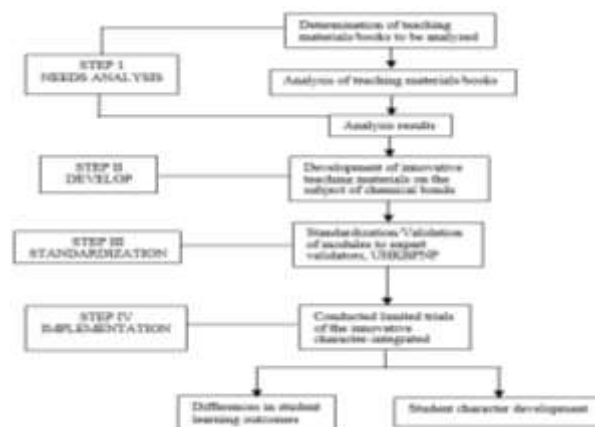 Determination of teaching
materials/books to be analyzed
STEP I
NEEDS ANALYSIS
Analysis of teaching materials/books
Analysis results
STEP II
DEVELOP
Development of innovative
teaching materials on the
subject of chemical bonds
STEP III
STANDARDIZATION
Standardization/Validation
of modules to expert
validators,
STEP IV
IMPLEMENTATION
Conducted limited trials
of the innovative
character-integrated
Differences in student
learning outcomes
Student character development